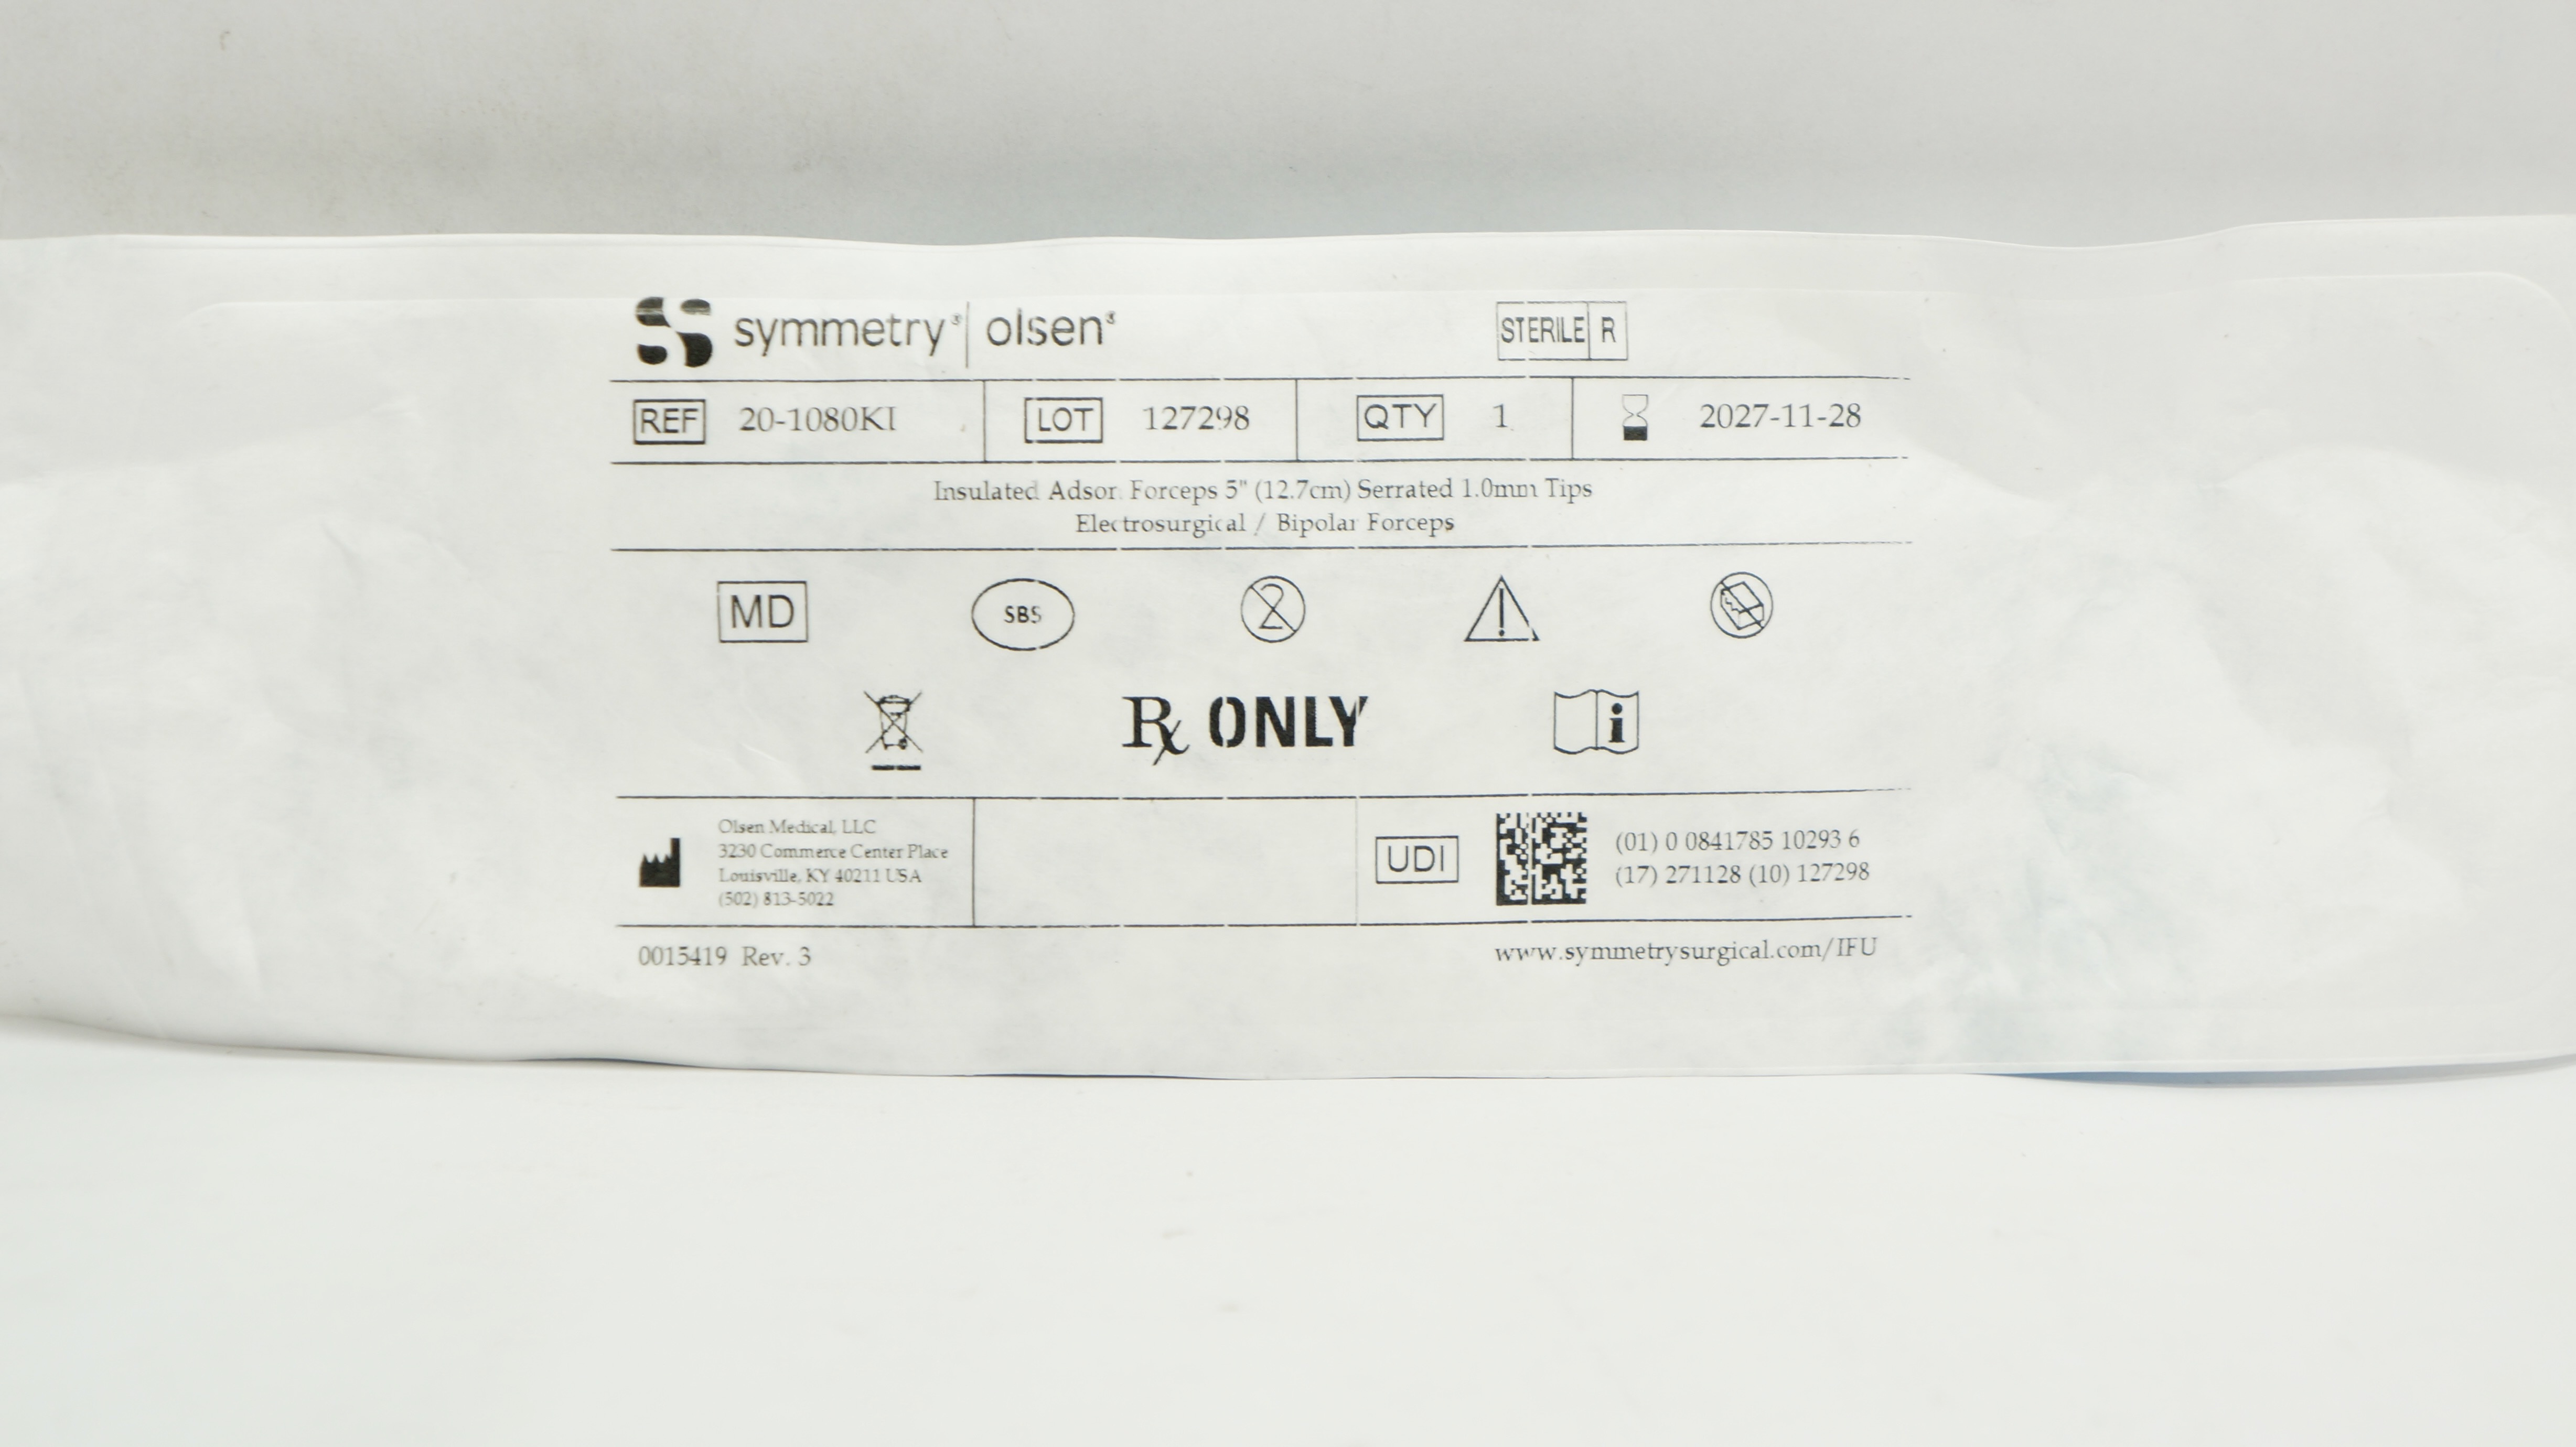 symmetry® | olsen®
STERILE R
REF 20-1080KI LOT 127298 QTY 1 2027-11-28
Insulated Adson Forceps 5" (12.7cm) Serrated 1.0mm Tips
Electrosurgical / Bipolar Forceps
MD SBS 2
Rx ONLY
Olsen Medical, LLC
3230 Commerce Center Place
Louisville, KY 40211 USA
(502) 813-5022
UDI
(01) 0 0841785 10293 6
(17) 271128 (10) 127298
0015419 Rev. 3
www.symmetrysurgical.com/IFU